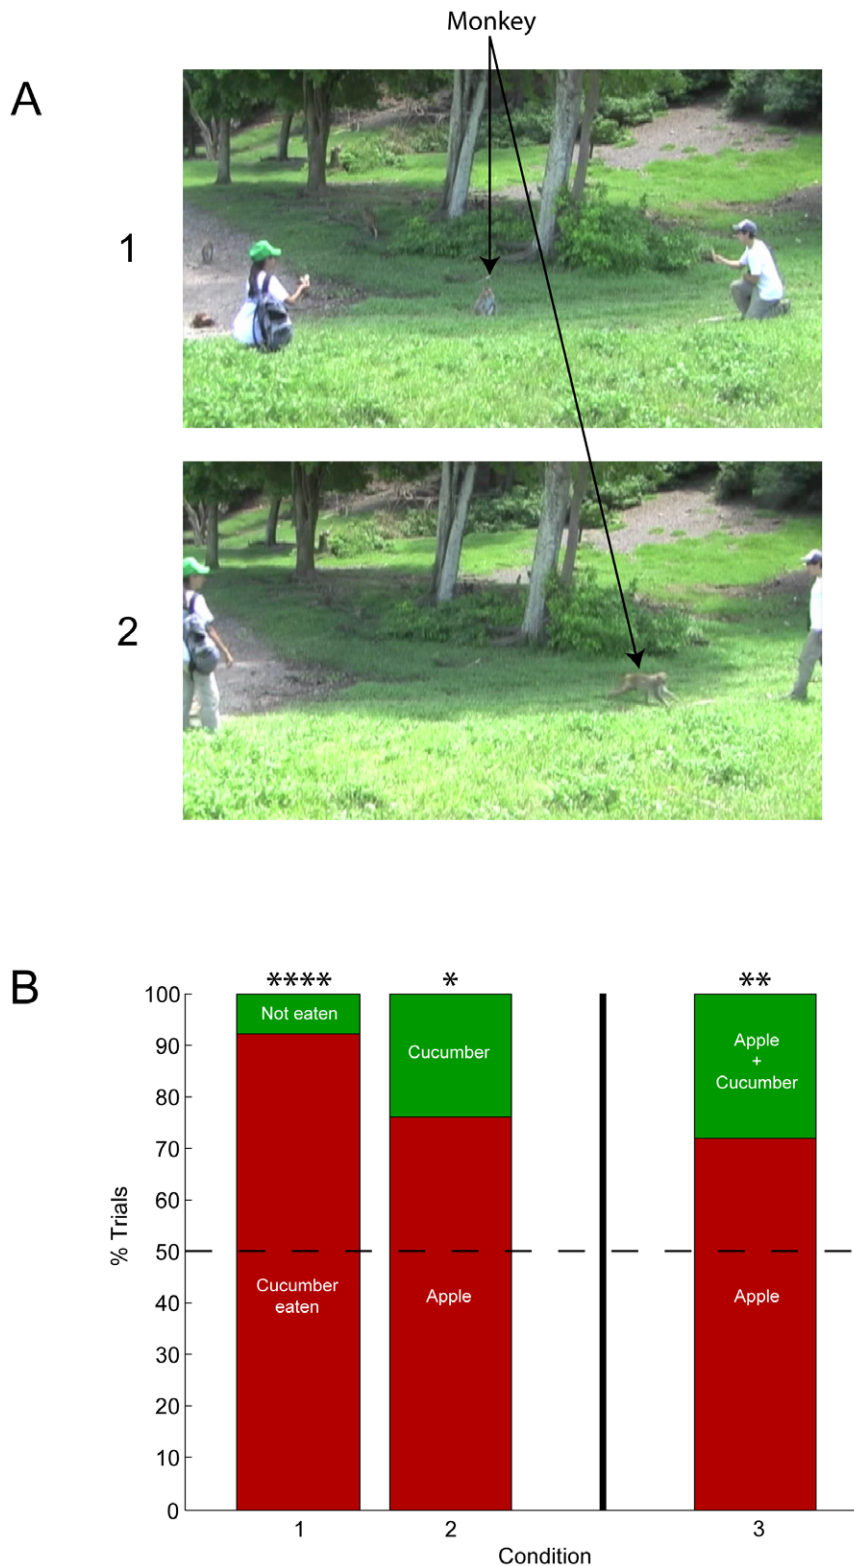 Monkey
A
1
2
B
****
*
**
100
90
80
70
60
50
40
30
20
10
0
% Trials
Not eaten
Cucumber
eaten
Cucumber
Apple
Apple
+
Cucumber
Apple
1
2
3
Condition